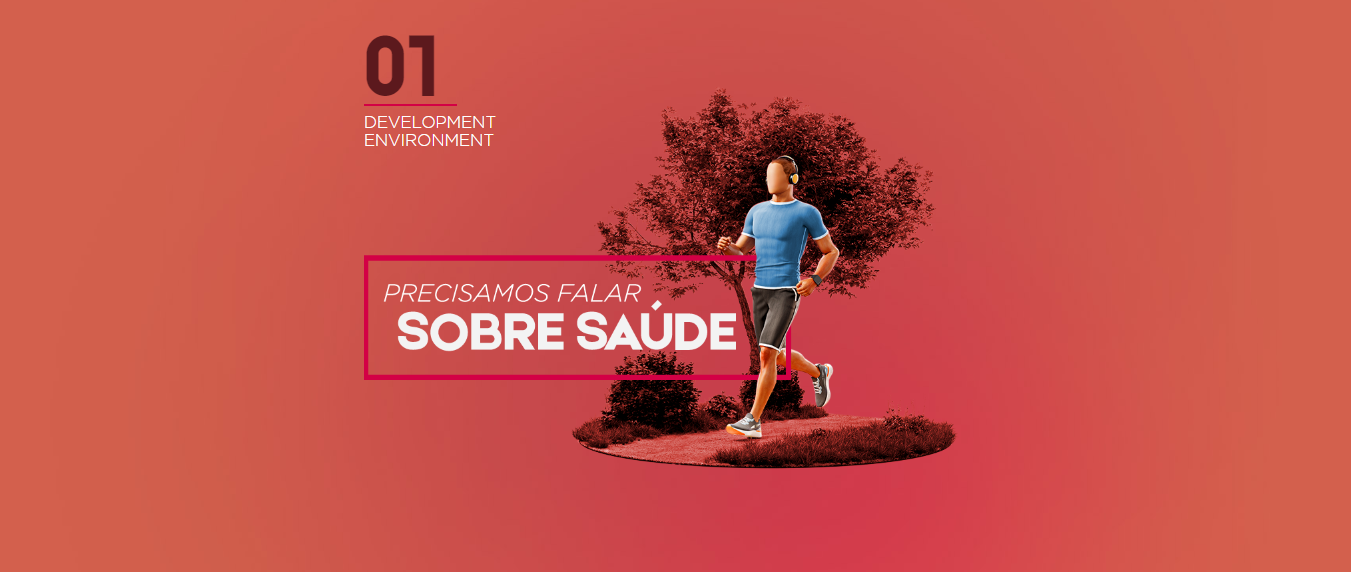 01
DEVELOPMENT
ENVIRONMENT
PRECISAMOS FALAR
SOBRE SAÚDE